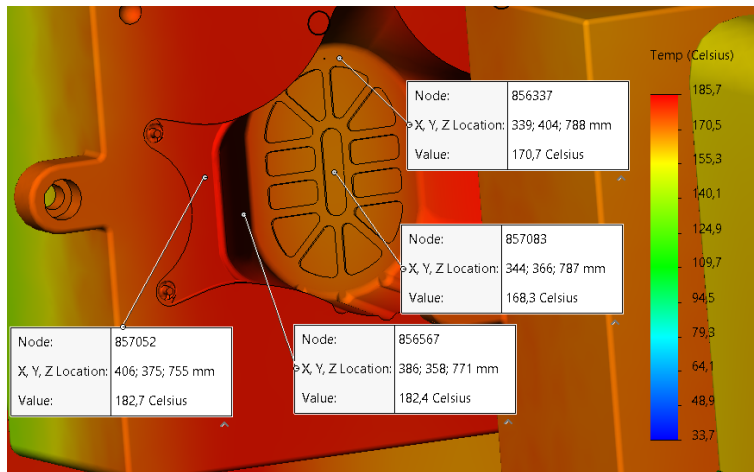 Temp (Celsius)
185,7
170,5
155,3
140,1
124,9
109,7
94,5
79,3
64,1
48,9
33,7
Node: 856337
X, Y, Z Location: 339; 404; 788 mm
Value: 170,7 Celsius
Node: 857083
X, Y, Z Location: 344; 366; 787 mm
Value: 168,3 Celsius
Node: 857052
X, Y, Z Location: 406; 375; 755 mm
Value: 182,7 Celsius
Node: 856567
X, Y, Z Location: 386; 358; 771 mm
Value: 182,4 Celsius